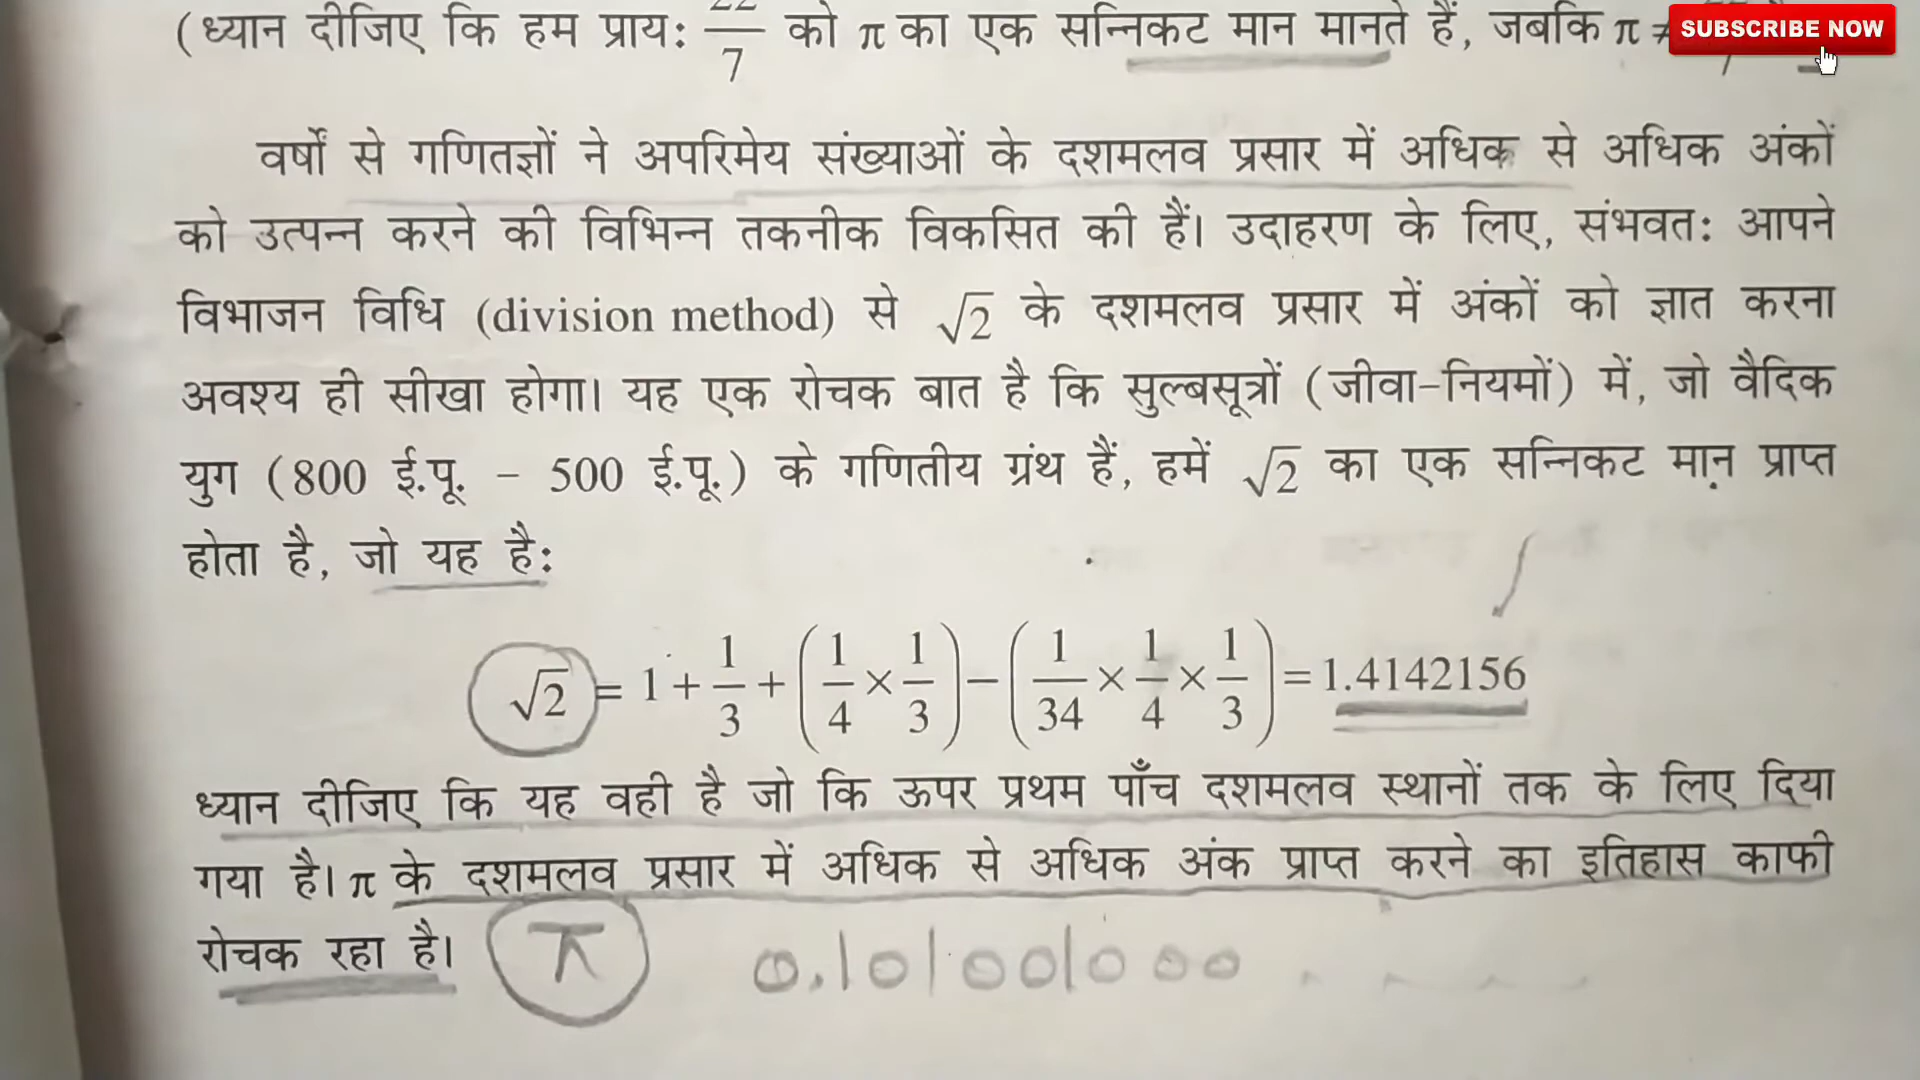 (ध्यान दीजिए कि हम प्राय: 22/7 को π का एक सन्निकट मान मानते हैं, जबकि π ≠
SUBSCRIBE NOW
वर्षों से गणितज्ञों ने अपरिमेय संख्याओं के दशमलव प्रसार में अधिक से अधिक अंकों
को उत्पन्न करने की विभिन्न तकनीक विकसित की हैं। उदाहरण के लिए, संभवत: आपने
विभाजन विधि (division method) से √2 के दशमलव प्रसार में अंकों को ज्ञात करना
अवश्य ही सीखा होगा। यह एक रोचक बात है कि सुल्बसूत्रों (जीवा-नियमों) में, जो वैदिक
युग (800 ई.पू. - 500 ई.पू.) के गणितीय ग्रंथ हैं, हमें √2 का एक सन्निकट मान प्राप्त
होता है, जो यह है:
√2 = 1 + 1/3 + (1/4 × 1/3) − (1/34 × 1/4 × 1/3) = 1.4142156
ध्यान दीजिए कि यह वही है जो कि ऊपर प्रथम पाँच दशमलव स्थानों तक के लिए दिया
गया है। π के दशमलव प्रसार में अधिक से अधिक अंक प्राप्त करने का इतिहास काफी
रोचक रहा है। π 0.101001000